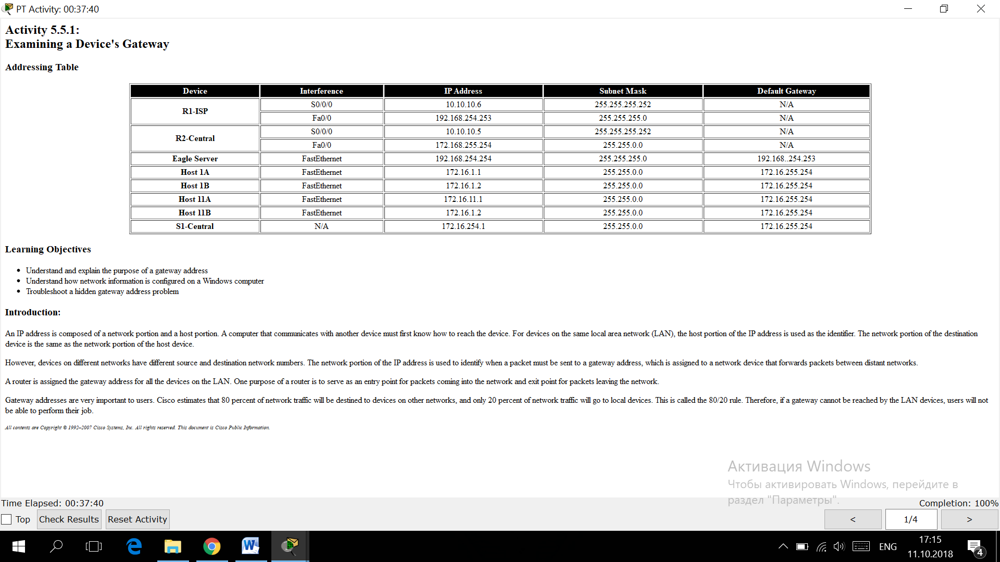 PT Activity: 00:37:40
Activity 5.5.1:
Examining a Device's Gateway
Addressing Table
Device Interference IP Address Subnet Mask Default Gateway
R1-ISP S0/0/0 10.10.10.6 255.255.255.252 N/A
Fa0/0 192.168.254.253 255.255.255.0 N/A
R2-Central S0/0/0 10.10.10.5 255.255.255.252 N/A
Fa0/0 172.168.255.254 255.255.0.0 N/A
Eagle Server FastEthernet 192.168.254.254 255.255.255.0 192.168..254.253
Host 1A FastEthernet 172.16.1.1 255.255.0.0 172.16.255.254
Host 1B FastEthernet 172.16.1.2 255.255.0.0 172.16.255.254
Host 11A FastEthernet 172.16.11.1 255.255.0.0 172.16.255.254
Host 11B FastEthernet 172.16.1.2 255.255.0.0 172.16.255.254
S1-Central N/A 172.16.254.1 255.255.0.0 172.16.255.254
Learning Objectives
• Understand and explain the purpose of a gateway address
• Understand how network information is configured on a Windows computer
• Troubleshoot a hidden gateway address problem
Introduction:
An IP address is composed of a network portion and a host portion. A computer that communicates with another device must first know how to reach the device. For devices on the same local area network (LAN), the host portion of the IP address is used as the identifier. The network portion of the destination
device is the same as the network portion of the host device.
However, devices on different networks have different source and destination network numbers. The network portion of the IP address is used to identify when a packet must be sent to a gateway address, which is assigned to a network device that forwards packets between distant networks.
A router is assigned the gateway address for all the devices on the LAN. One purpose of a router is to serve as an entry point for packets coming into the network and exit point for packets leaving the network.
Gateway addresses are very important to users. Cisco estimates that 80 percent of network traffic will be destined to devices on other networks, and only 20 percent of network traffic will go to local devices. This is called the 80/20 rule. Therefore, if a gateway cannot be reached by the LAN devices, users will not
be able to perform their job.
All contents are Copyright © 1992–2007 Cisco Systems, Inc. All rights reserved. This document is Cisco Public Information.
Активация Windows
Чтобы активировать Windows, перейдите в
раздел "Параметры".
Time Elapsed: 00:37:40 Completion: 100%
Top Check Results Reset Activity < 1/4 >
ENG 17:15
11.10.2018 4